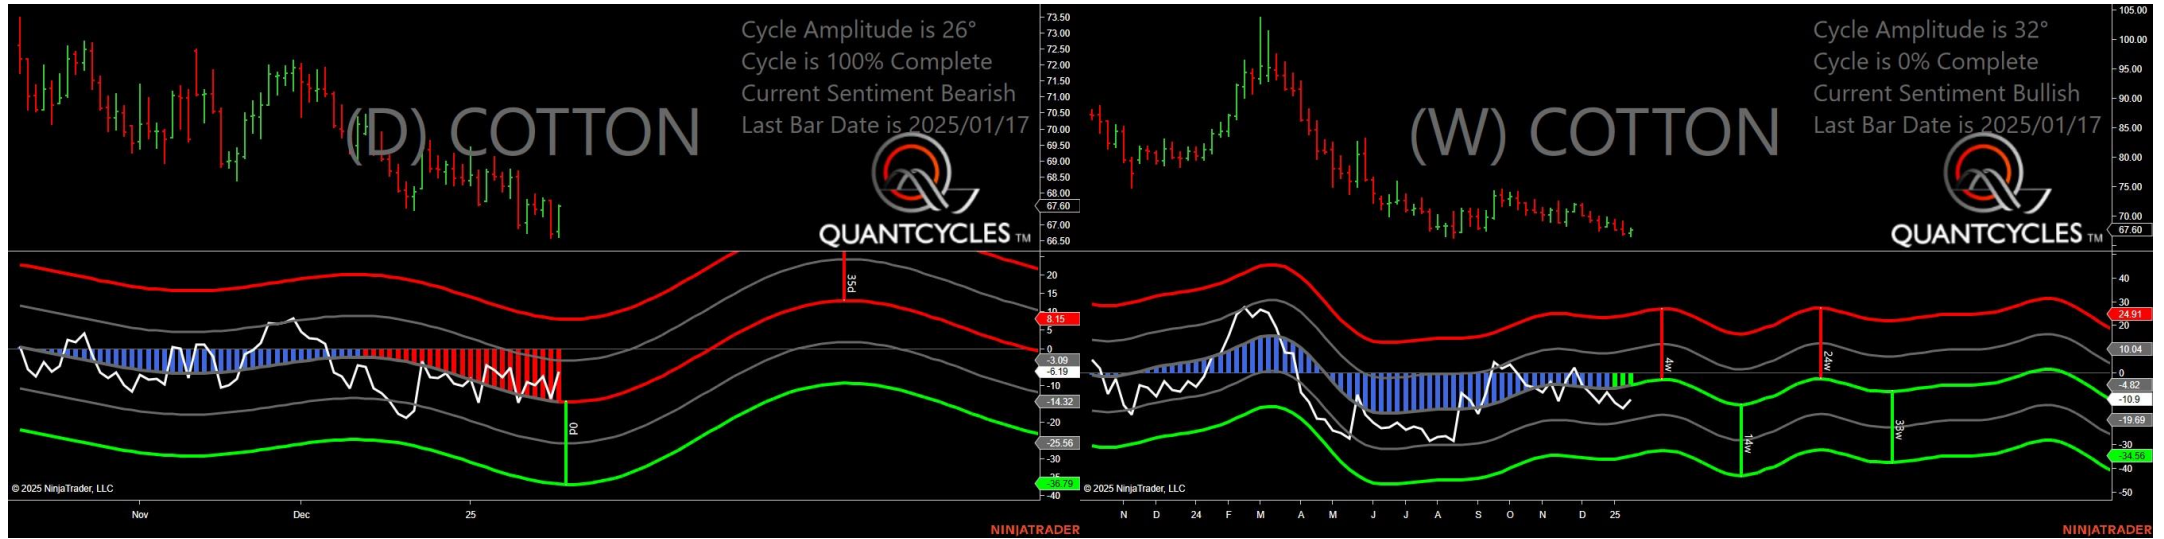 Cycle Amplitude is 26°
Cycle is 100% Complete
Current Sentiment Bearish
Last Bar Date is 2025/01/17
(D) COTTON
QUANTCYCLES TM
73.50
73.00
72.50
72.00
71.50
71.00
70.50
70.00
69.50
69.00
68.50
68.00
67.60
67.00
66.50
35d
0d
20
15
10
8.15
5
0
-3.09
-6.19
-10
-14.32
-20
-25.56
-30
-35
-36.79
-40
© 2025 NinjaTrader, LLC
Nov
Dec
25
NINJATRADER
Cycle Amplitude is 32°
Cycle is 0% Complete
Current Sentiment Bullish
Last Bar Date is 2025/01/17
(W) COTTON
QUANTCYCLES TM
105.00
100.00
95.00
90.00
85.00
80.00
75.00
70.00
67.60
4w
14w
24w
33w
40
30
24.91
20
10.04
0
-4.82
-10.9
-19.69
-30
-34.56
-40
-50
© 2025 NinjaTrader, LLC
N D 24 F M A M J J A S O N D 25
NINJATRADER